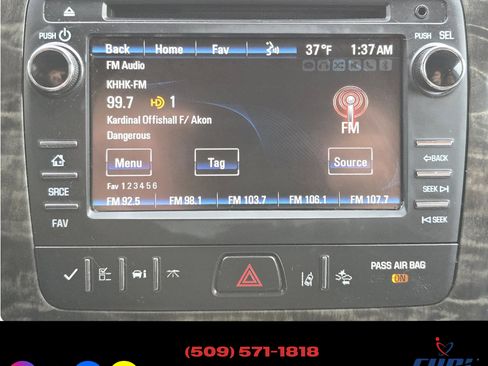 PUSH
PUSH SEL
Back Home Fav 37°F 1:37 AM
FM Audio
KHHK-FM
99.7 HD 1
Kardinal Offishall F/ Akon
Dangerous
FM
Menu Tag Source
Fav 1 2 3 4 5 6
FM 92.5 FM 98.1 FM 103.7 FM 106.1 FM 107.7
SRCE
FAV
BACK
SEEK
SEEK
PASS AIR BAG
ON
(509) 571-1818